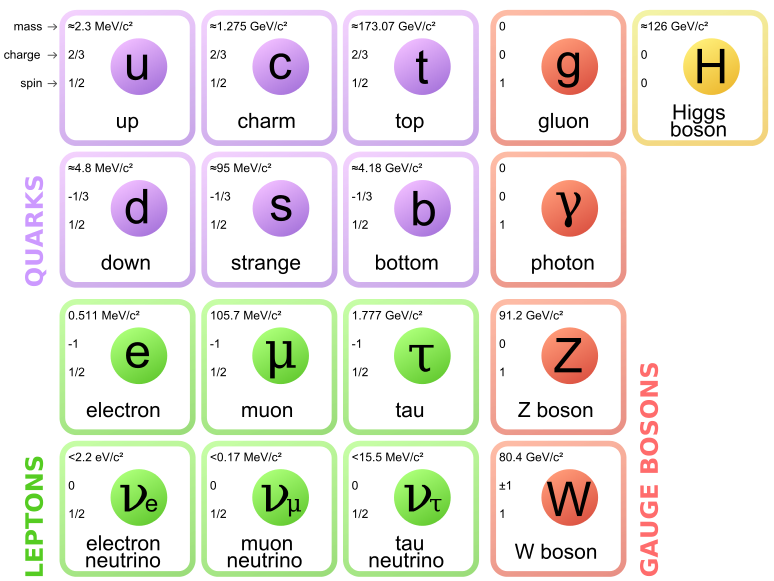 mass →
charge →
spin →
≈2.3 MeV/c²
2/3
1/2
u
up
≈1.275 GeV/c²
2/3
1/2
c
charm
≈173.07 GeV/c²
2/3
1/2
t
top
0
0
1
g
gluon
≈126 GeV/c²
0
0
H
Higgs
boson
QUARKS
≈4.8 MeV/c²
-1/3
1/2
d
down
≈95 MeV/c²
-1/3
1/2
s
strange
≈4.18 GeV/c²
-1/3
1/2
b
bottom
0
0
1
γ
photon
0.511 MeV/c²
-1
1/2
e
electron
105.7 MeV/c²
-1
1/2
μ
muon
1.777 GeV/c²
-1
1/2
τ
tau
91.2 GeV/c²
0
1
Z
Z boson
LEPTONS
<2.2 eV/c²
0
1/2
νe
electron
neutrino
<0.17 MeV/c²
0
1/2
νμ
muon
neutrino
<15.5 MeV/c²
0
1/2
ντ
tau
neutrino
80.4 GeV/c²
±1
1
W
W boson
GAUGE BOSONS